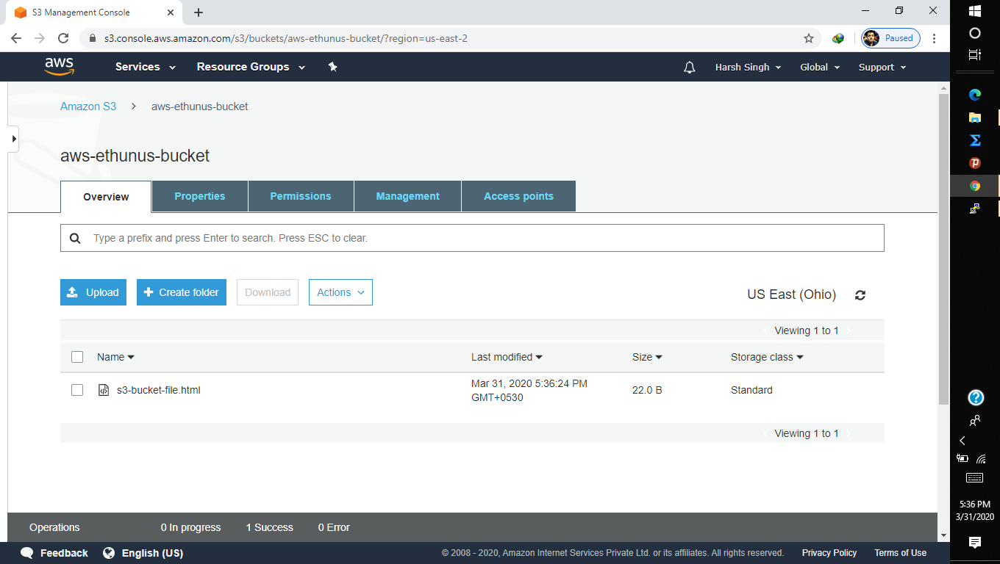 S3 Management Console
s3.console.aws.amazon.com/s3/buckets/aws-ethunus-bucket/?region=us-east-2
Paused
aws
Services
Resource Groups
Harsh Singh
Global
Support
Amazon S3
aws-ethunus-bucket
aws-ethunus-bucket
Overview
Properties
Permissions
Management
Access points
Type a prefix and press Enter to search. Press ESC to clear.
Upload
Create folder
Download
Actions
US East (Ohio)
Viewing 1 to 1
Name
Last modified
Size
Storage class
s3-bucket-file.html
Mar 31, 2020 5:36:24 PM
GMT+0530
22.0 B
Standard
Viewing 1 to 1
Operations
0 In progress
1 Success
0 Error
Feedback
English (US)
© 2008 - 2020, Amazon Internet Services Private Ltd. or its affiliates. All rights reserved.
Privacy Policy
Terms of Use
5:36 PM
3/31/2020